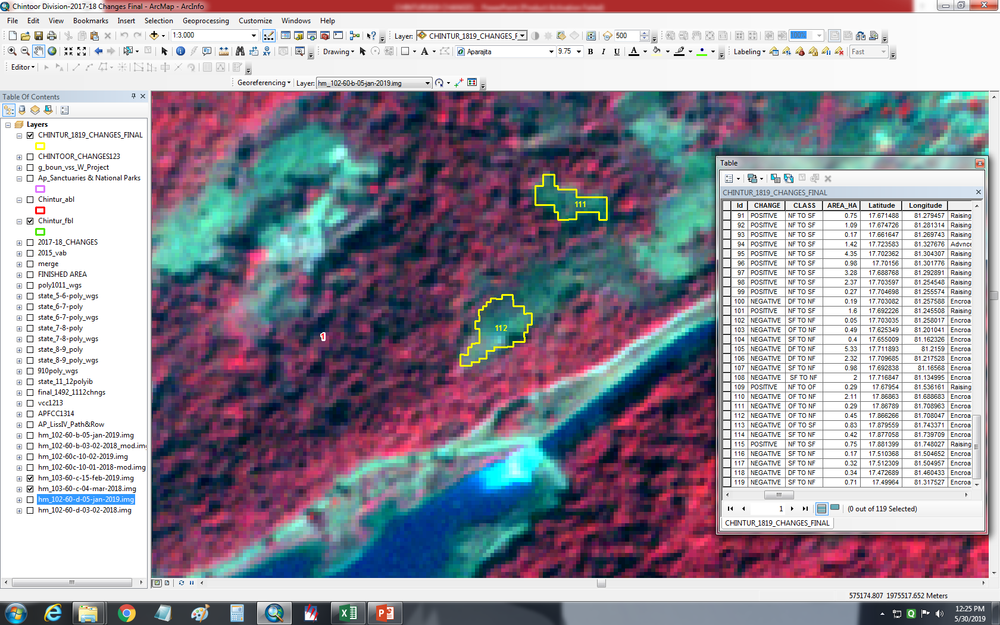 Chintoor Division-2017-18 Changes Final - ArcMap - ArcInfo
File Edit View Bookmarks Insert Selection Geoprocessing Customize Windows Help
1:3,000 Layer: CHINTUR_1819_CHANGES_F 500 100%
Drawing A Aparajita 9.75 B I U A Labeling Fast
Editor
Georeferencing Layer: hm_102-60-b-05-jan-2019.img
Table Of Contents
Layers
CHINTUR_1819_CHANGES_FINAL
CHINTOOR_CHANGES123
g_boun_vss_W_Project
Ap_Sanctuaries & National Parks
Chintur_abl
Chintur_fbl
2017-18_CHANGES
2015_vab
merge
FINISHED AREA
poly1011_wgs
state_5-6-poly_wgs
state_6-7-poly
state_6-7-poly_wgs
state_7-8-poly
state_7-8-poly_wgs
state_8-9_poly
state_8-9_poly_wgs
910poly_wgs
state_11_12polyib
final_1492_1112chngs
vcc1213
APFCC1314
AP_LissIV_Path&Row
hm_102-60-b-05-jan-2019.img
hm_102-60-b-03-02-2018_mod.img
hm_102-60c-10-02-2019.img
hm_102-60c-10-01-2018-mod.img
hm_103-60-c-15-feb-2019.img
hm_103-60-c-04-mar-2018.img
hm_102-60-d-05-jan-2019.img
hm_102-60-d-03-02-2018.img
111
112
1
Table
CHINTUR_1819_CHANGES_FINAL
Id CHANGE CLASS AREA_HA Latitude Longitude
91 POSITIVE NF TO SF 0.75 17.671488 81.279457 Raising
92 POSITIVE NF TO SF 1.09 17.674726 81.281314 Raising
93 POSITIVE NF TO SF 0.17 17.661647 81.269743 Raising
94 POSITIVE NF TO SF 1.42 17.723583 81.327676 Advnce
95 POSITIVE NF TO SF 4.35 17.702362 81.304307 Raising
96 POSITIVE NF TO SF 0.98 17.70156 81.301776 Raising
97 POSITIVE NF TO SF 3.28 17.688768 81.292891 Raising
98 POSITIVE NF TO SF 2.37 17.703597 81.254548 Raising
99 POSITIVE NF TO SF 0.27 17.704698 81.255574 Raising
100 NEGATIVE DF TO NF 0.19 17.703082 81.257588 Encroa
101 POSITIVE NF TO SF 1.6 17.692226 81.245508 Raising
102 NEGATIVE SF TO NF 0.05 17.703035 81.258017 Encroa
103 NEGATIVE OF TO NF 0.49 17.625349 81.201041 Encroa
104 NEGATIVE SF TO NF 0.4 17.655009 81.162326 Encroa
105 NEGATIVE DF TO NF 5.33 17.711893 81.2159 Encroa
106 NEGATIVE DF TO NF 2.32 17.709685 81.217528 Encroa
107 NEGATIVE SF TO NF 0.98 17.692838 81.16568 Encroa
108 NEGATIVE SF TO NF 2 17.716847 81.134995 Encroa
109 POSITIVE NF TO OF 0.29 17.67954 81.536161 Raising
110 NEGATIVE OF TO NF 2.11 17.86863 81.688683 Encroa
111 NEGATIVE OF TO NF 0.29 17.86789 81.708963 Encroa
112 NEGATIVE OF TO NF 0.45 17.866266 81.708047 Encroa
113 NEGATIVE OF TO SF 0.83 17.879559 81.743371 Encroa
114 NEGATIVE SF TO NF 0.42 17.877058 81.739709 Encroa
115 POSITIVE NF TO SF 0.75 17.881399 81.748027 Raising
116 NEGATIVE SF TO NF 0.17 17.510368 81.504652 Encroa
117 NEGATIVE SF TO NF 0.32 17.512309 81.504957 Encroa
118 NEGATIVE DF TO NF 0.34 17.472689 81.460433 Encroa
119 NEGATIVE SF TO NF 0.71 17.49964 81.317527 Encroa
1 (0 out of 119 Selected)
CHINTUR_1819_CHANGES_FINAL
575174.807 1975517.652 Meters
12:25 PM
5/30/2019